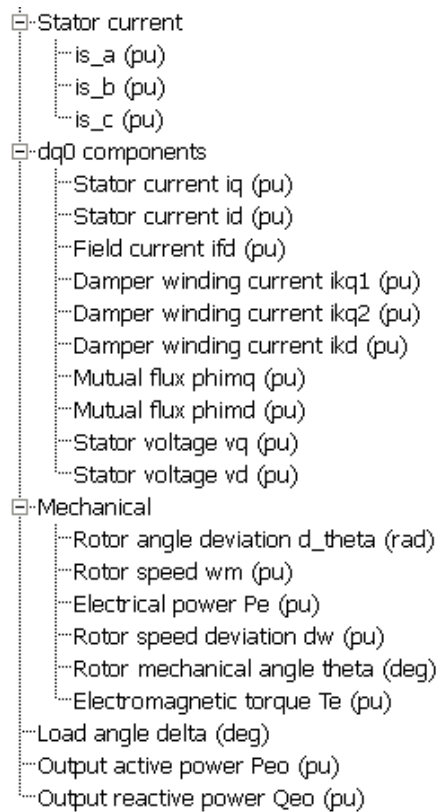 Stator current
is_a (pu)
is_b (pu)
is_c (pu)
dq0 components
Stator current iq (pu)
Stator current id (pu)
Field current ifd (pu)
Damper winding current ikq1 (pu)
Damper winding current ikq2 (pu)
Damper winding current ikd (pu)
Mutual flux phimq (pu)
Mutual flux phimd (pu)
Stator voltage vq (pu)
Stator voltage vd (pu)
Mechanical
Rotor angle deviation d_theta (rad)
Rotor speed wm (pu)
Electrical power Pe (pu)
Rotor speed deviation dw (pu)
Rotor mechanical angle theta (deg)
Electromagnetic torque Te (pu)
Load angle delta (deg)
Output active power Peo (pu)
Output reactive power Qeo (pu)